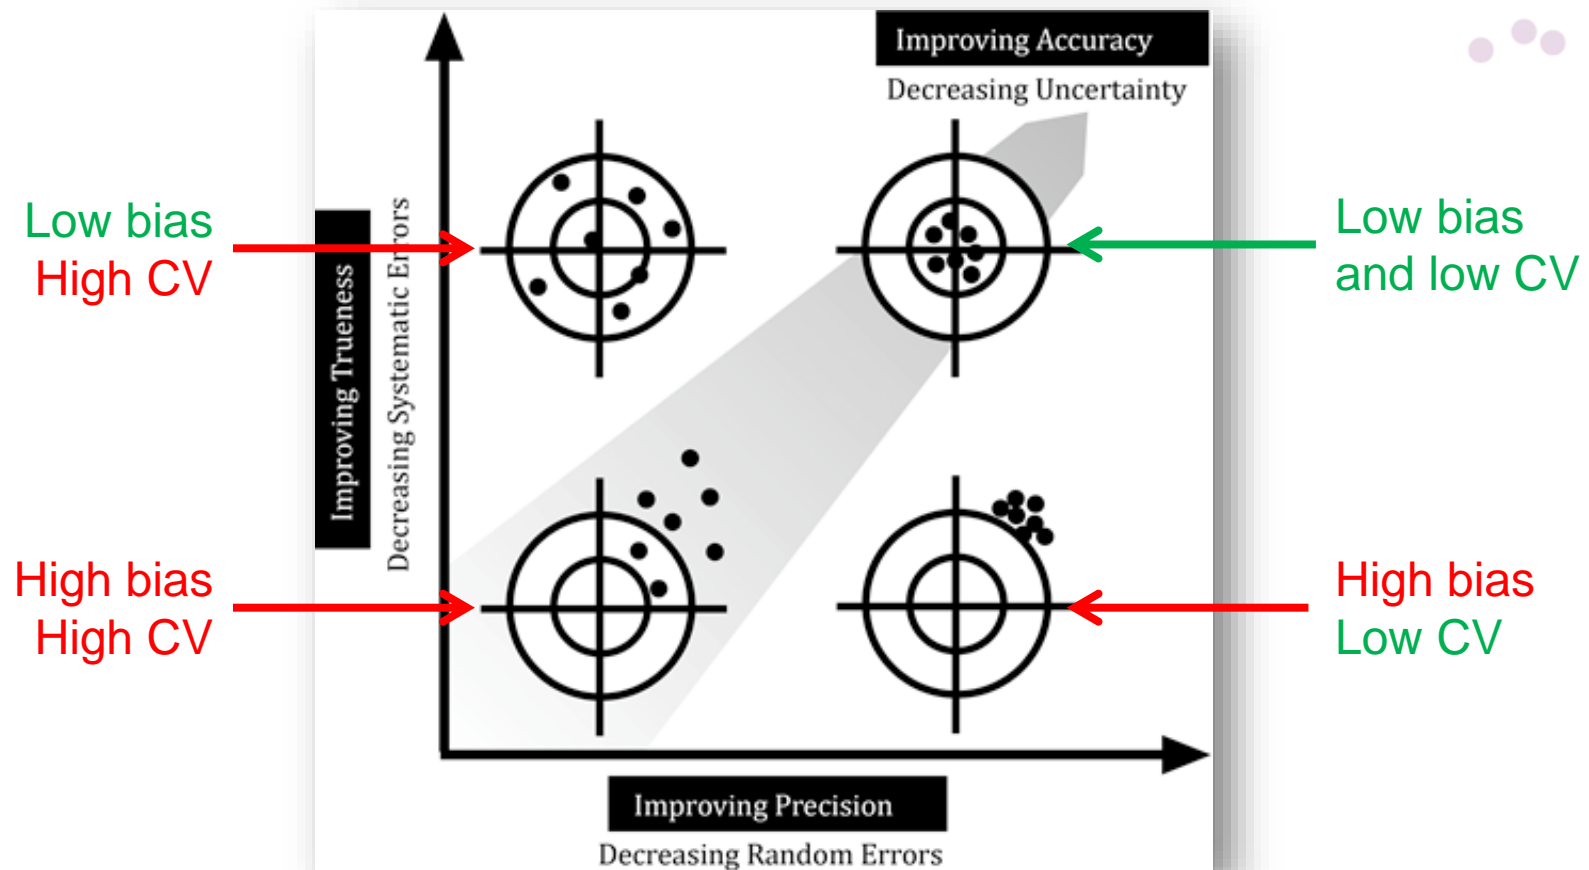 Improving Accuracy
Decreasing Uncertainty
Low bias
High CV
Low bias
and low CV
Improving Trueness
Decreasing Systematic Errors
High bias
High CV
High bias
Low CV
Improving Precision
Decreasing Random Errors